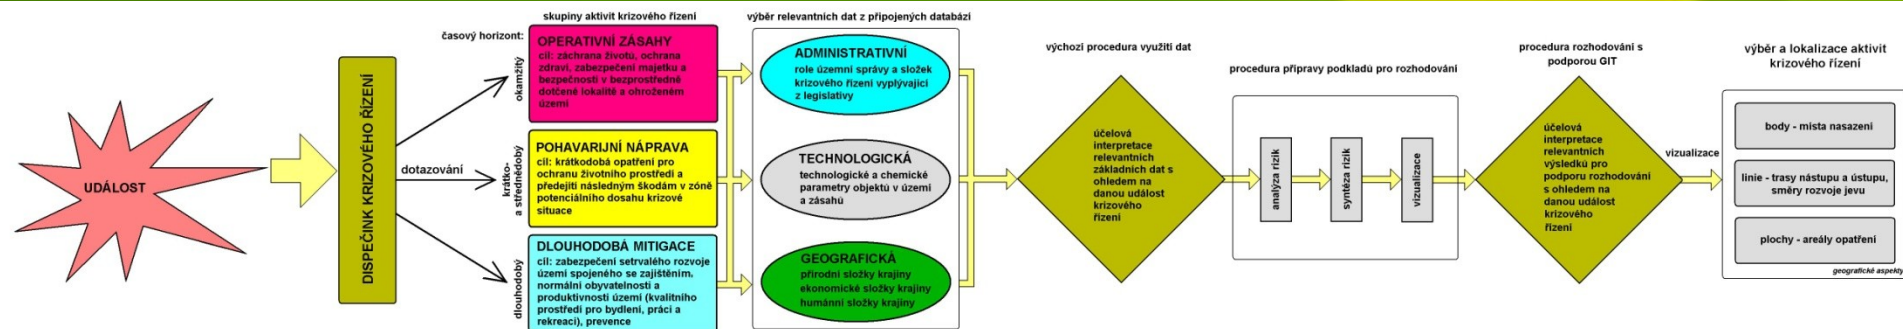 UDÁLOST
DISPEČINK KRIZOVÉHO ŘÍZENÍ
dotazování
časový horizont:
okamžitý
krátko-
a střednědobý
dlouhodobý
skupiny aktivit krizového řízení
OPERATIVNÍ ZÁSAHY
cíl: záchrana životů, ochrana
zdraví, zabezpečení majetku a
bezpečnosti v bezprostředně
dotčené lokalitě a ohroženém
území
POHAVARIJNÍ NÁPRAVA
cíl: krátkodobá opatření pro
ochranu životního prostředí a
předejití následným škodám v zóně
potenciálního dosahu krizové
situace
DLOUHODOBÁ MITIGACE
cíl: zabezpečení setrvalého rozvoje
území spojeného se zajištěním,
normální obyvatelnosti a
produktivnosti území (kvalitního
prostředí pro bydlení, práci a
rekreaci), prevence
výběr relevantních dat z připojených databází
ADMINISTRATIVNÍ
role územní správy a složek
krizového řízení vyplývající
z legislativy
TECHNOLOGICKÁ
technologické a chemické
parametry objektů v území
a zásahů
GEOGRAFICKÁ
přírodní složky krajiny
ekonomické složky krajiny
humánní složky krajiny
výchozí procedura využití dat
účelová
interpretace
relevantních
základních dat s
ohledem na
danou událost
krizového
řízení
procedura přípravy podkladů pro rozhodování
analýza rizik
syntéza rizik
vizualizace
procedura rozhodování s
podporou GIT
účelová
interpretace
relevantních
výsledků pro
podporu rozhodování
s ohledem na
danou událost
krizového
řízení
vizualizace
výběr a lokalizace aktivit
krizového řízení
body - místa nasazení
linie - trasy nástupu a ústupu,
směry rozvoje jevu
plochy - areály opatření
geografické aspekty